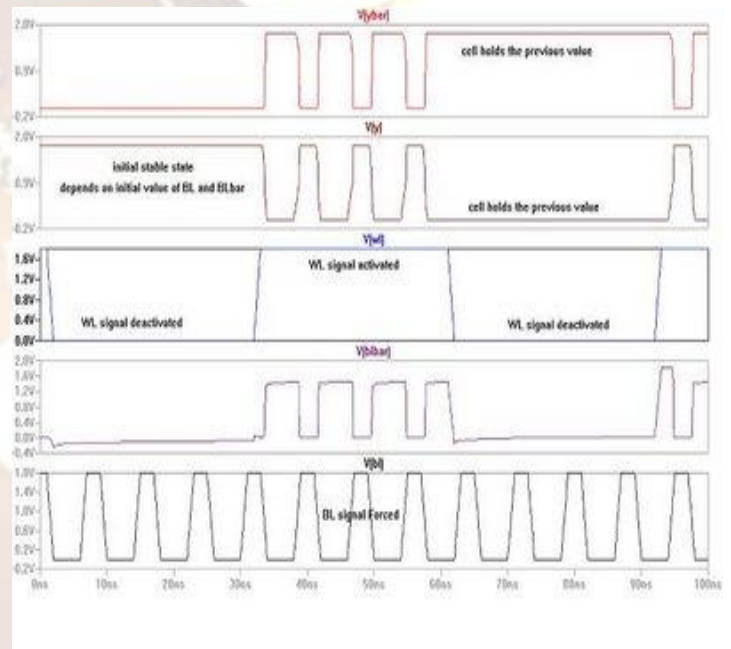 V[ybar]
2.0V
0.9V
-0.2V
cell holds the previous value
V[y]
2.0V
0.9V
-0.2V
initial stable state
depends on initial value of BL and BLbar
cell holds the previous value
V[wl]
1.6V
1.2V
0.8V
0.4V
0.0V
WL signal activated
WL signal deactivated
WL signal deactivated
V[blbar]
2.0V
1.6V
1.2V
0.8V
0.4V
0.0V
-0.4V
V[bl]
1.8V
1.4V
1.0V
0.6V
0.2V
-0.2V
BL signal Forced
0ns 10ns 20ns 30ns 40ns 50ns 60ns 70ns 80ns 90ns 100ns